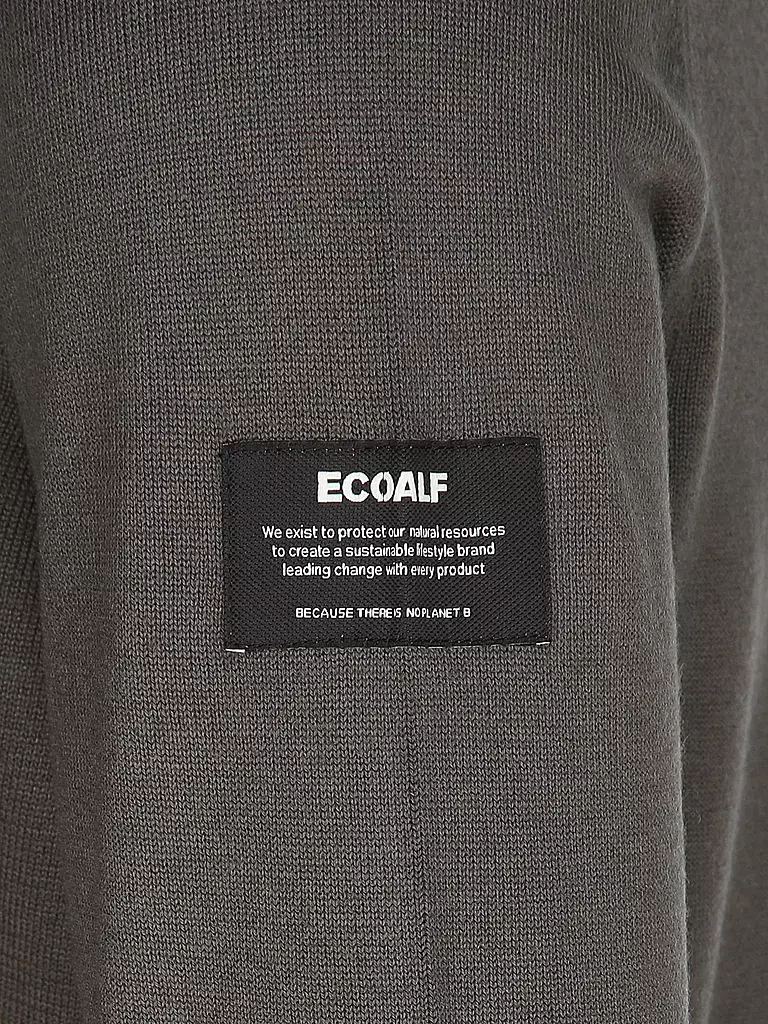 ECOALF
We exist to protect our natural resources
to create a sustainable lifestyle brand
leading change with every product
BECAUSE THERE IS NO PLANET B